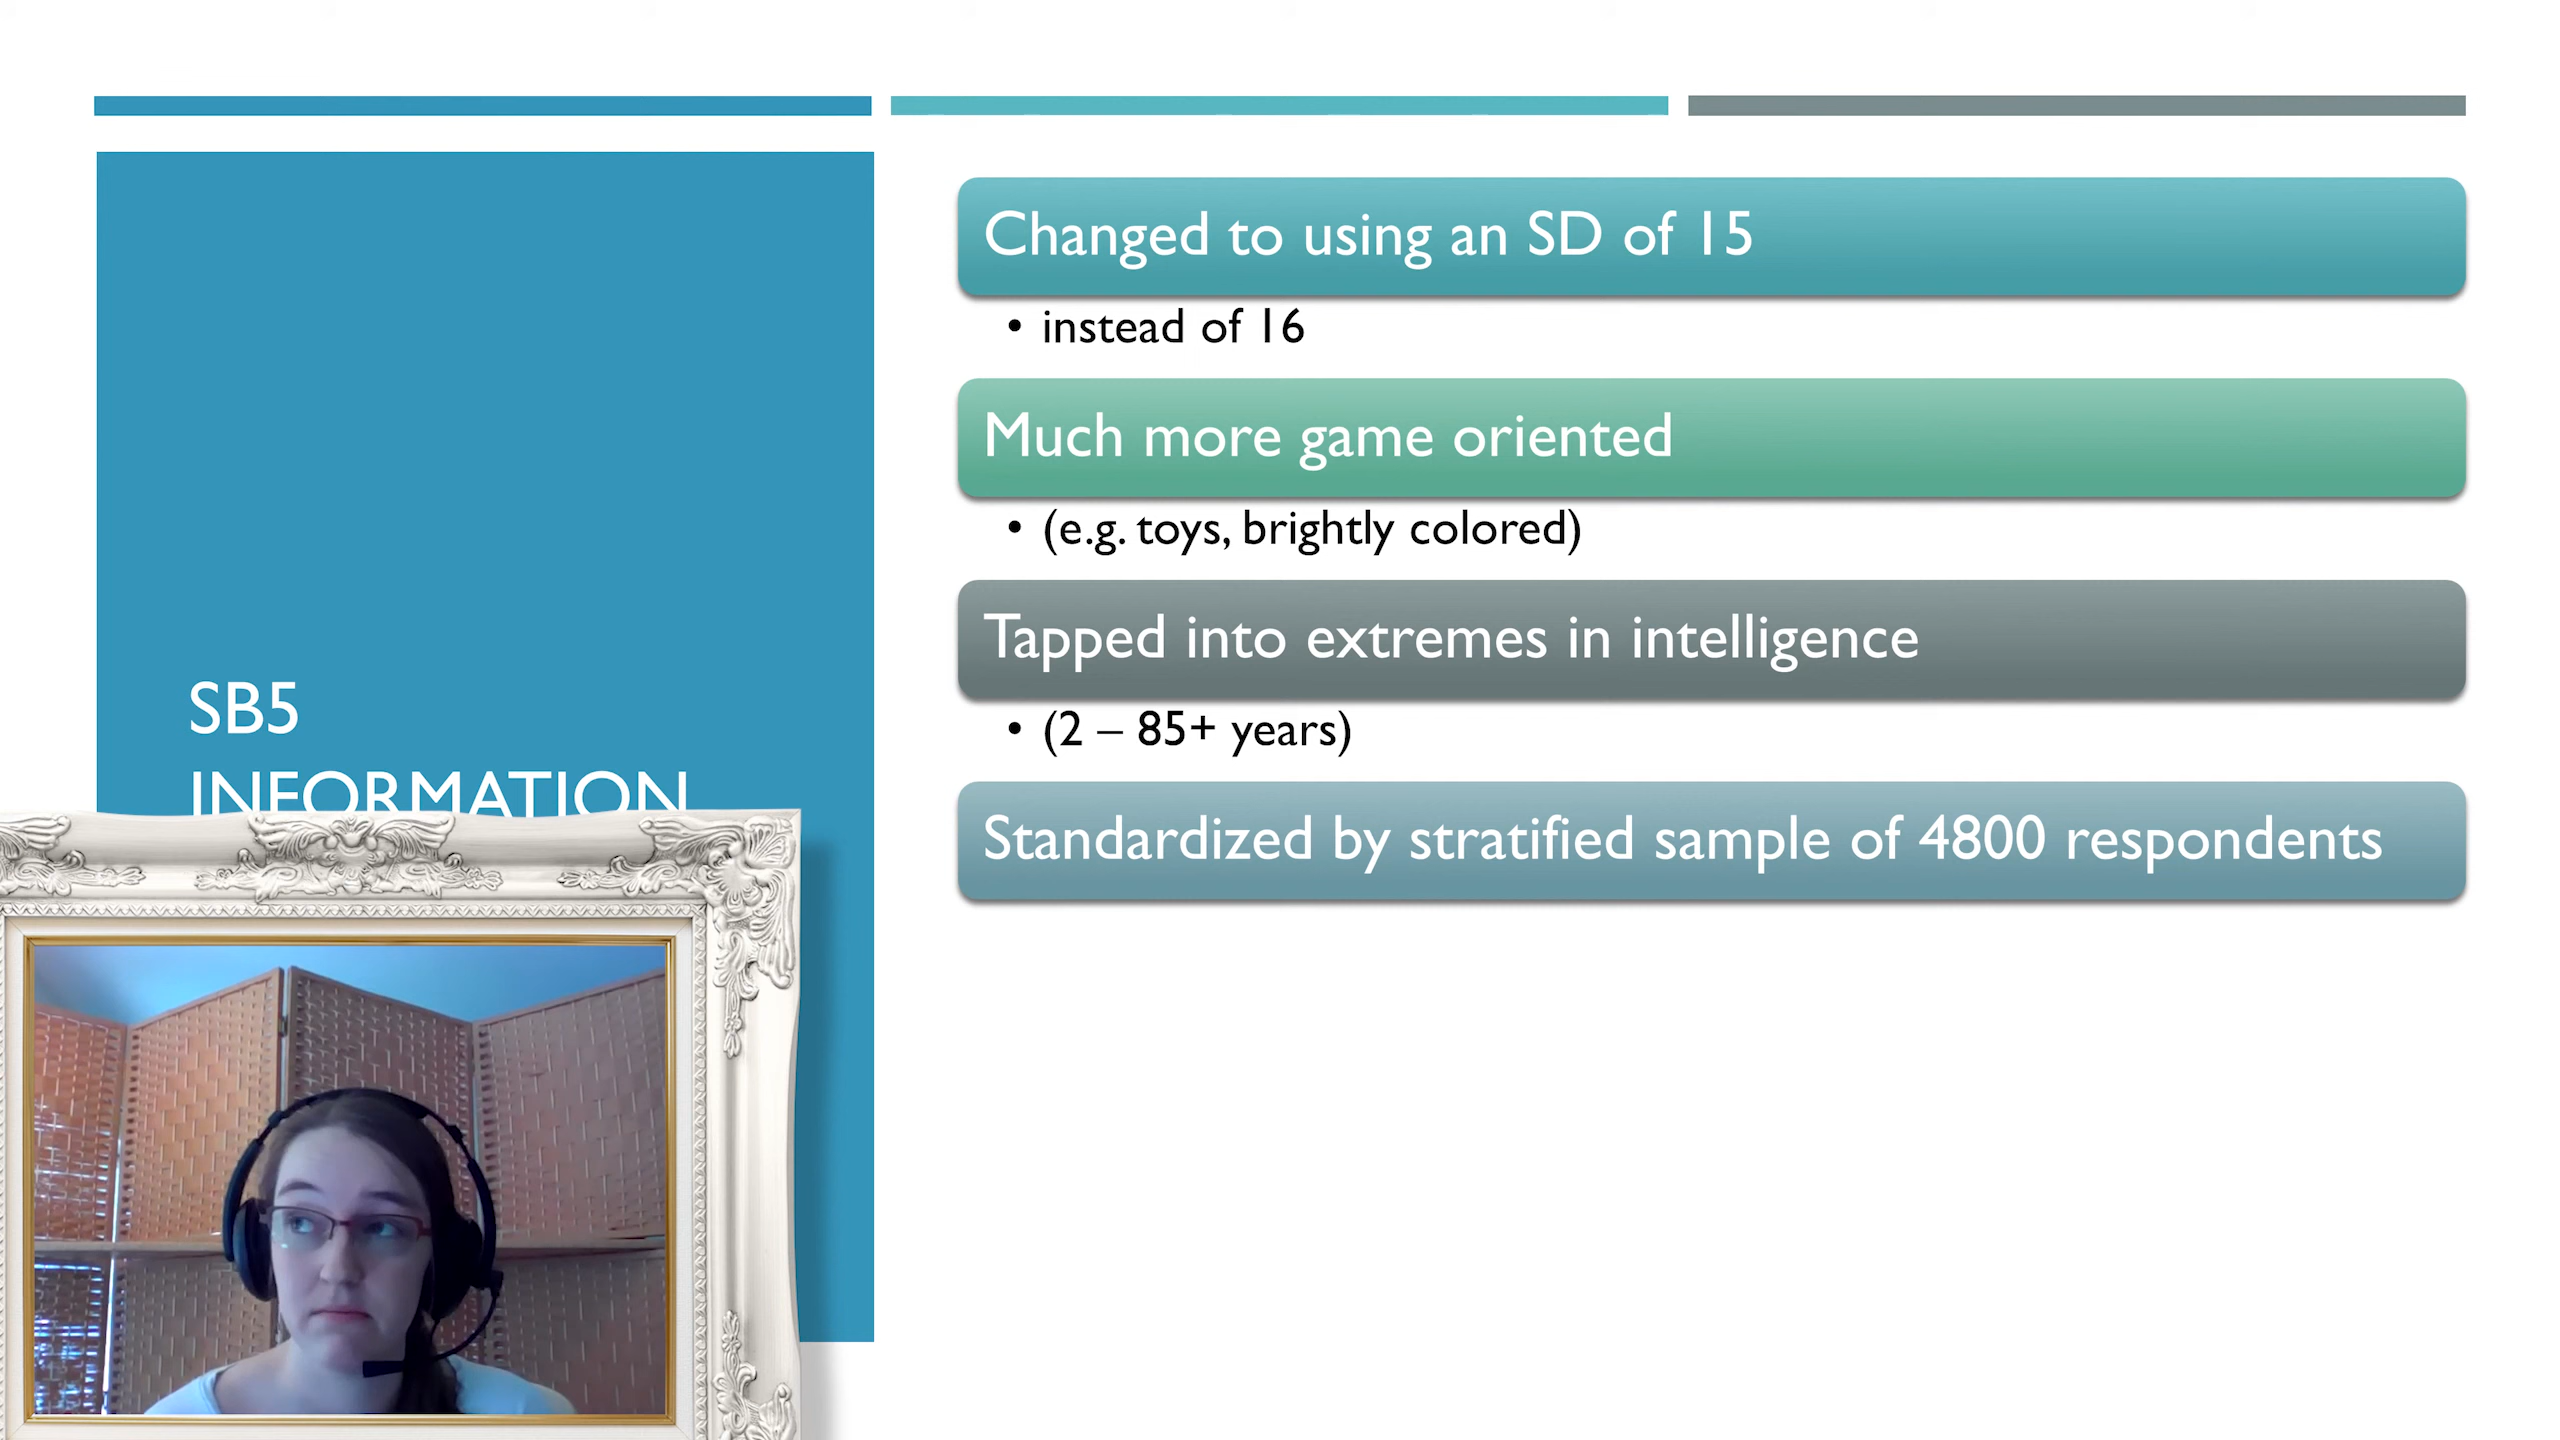 SB5
INFORMATION
Changed to using an SD of 15
• instead of 16
Much more game oriented
• (e.g. toys, brightly colored)
Tapped into extremes in intelligence
• (2 – 85+ years)
Standardized by stratified sample of 4800 respondents